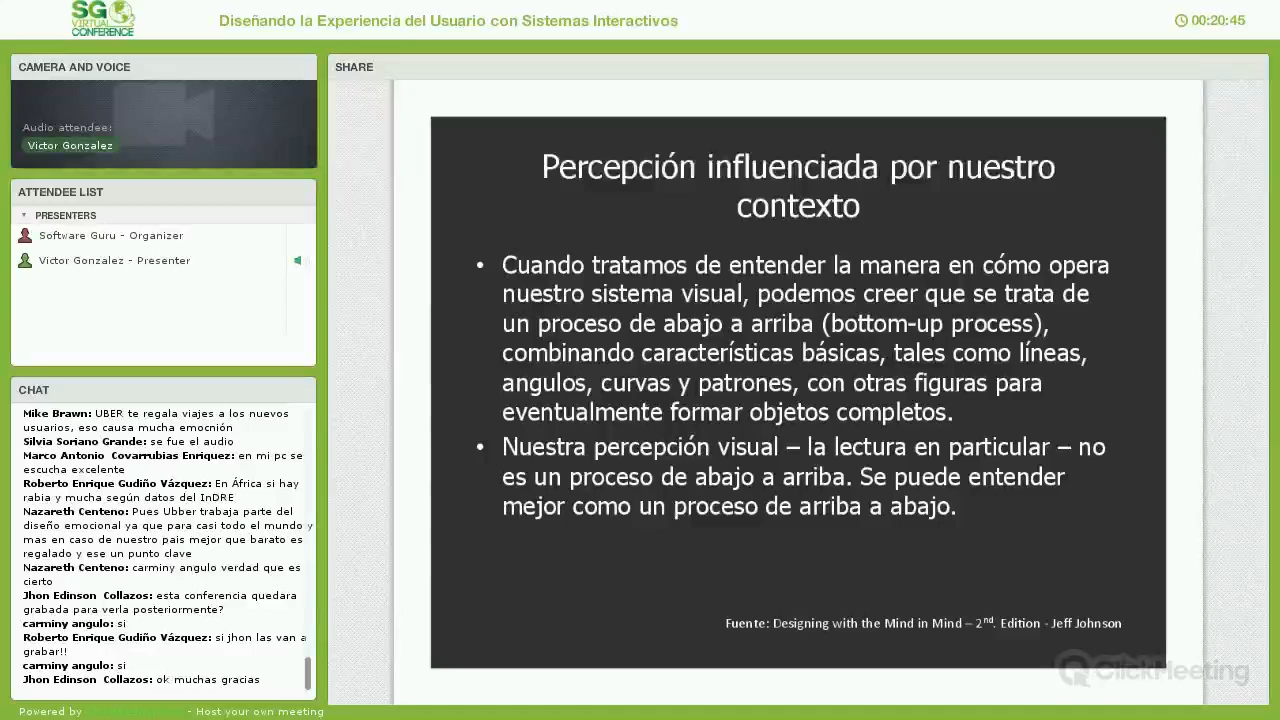 SG
VIRTUAL
CONFERENCE
Diseñando la Experiencia del Usuario con Sistemas Interactivos
00:20:45
CAMERA AND VOICE
Audio attendee:
Victor Gonzalez
ATTENDEE LIST
PRESENTERS
Software Guru - Organizer
Victor Gonzalez - Presenter
CHAT
Mike Brawn: UBER te regala viajes a los nuevos
usuarios, eso causa mucha emocnión
Silvia Soriano Grande: se fue el audio
Marco Antonio Covarrubias Enriquez: en mi pc se
escucha excelente
Roberto Enrique Gudiño Vázquez: En África si hay
rabia y mucha según datos del InDRE
Nazareth Centeno: Pues Ubber trabaja parte del
diseño emocional ya que para casi todo el mundo y
mas en caso de nuestro pais mejor que barato es
regalado y ese un punto clave
Nazareth Centeno: carminy angulo verdad que es
cierto
Jhon Edinson Collazos: esta conferencia quedara
grabada para verla posteriormente?
carminy angulo: si
Roberto Enrique Gudiño Vázquez: si jhon las van a
grabar!!
carminy angulo: si
Jhon Edinson Collazos: ok muchas gracias
Powered by
- Host your own meeting
SHARE
Percepción influenciada por nuestro
contexto
• Cuando tratamos de entender la manera en cómo opera
nuestro sistema visual, podemos creer que se trata de
un proceso de abajo a arriba (bottom-up process),
combinando características básicas, tales como líneas,
angulos, curvas y patrones, con otras figuras para
eventualmente formar objetos completos.
• Nuestra percepción visual – la lectura en particular – no
es un proceso de abajo a arriba. Se puede entender
mejor como un proceso de arriba a abajo.
Fuente: Designing with the Mind in Mind – 2nd. Edition - Jeff Johnson
ClickMeeting